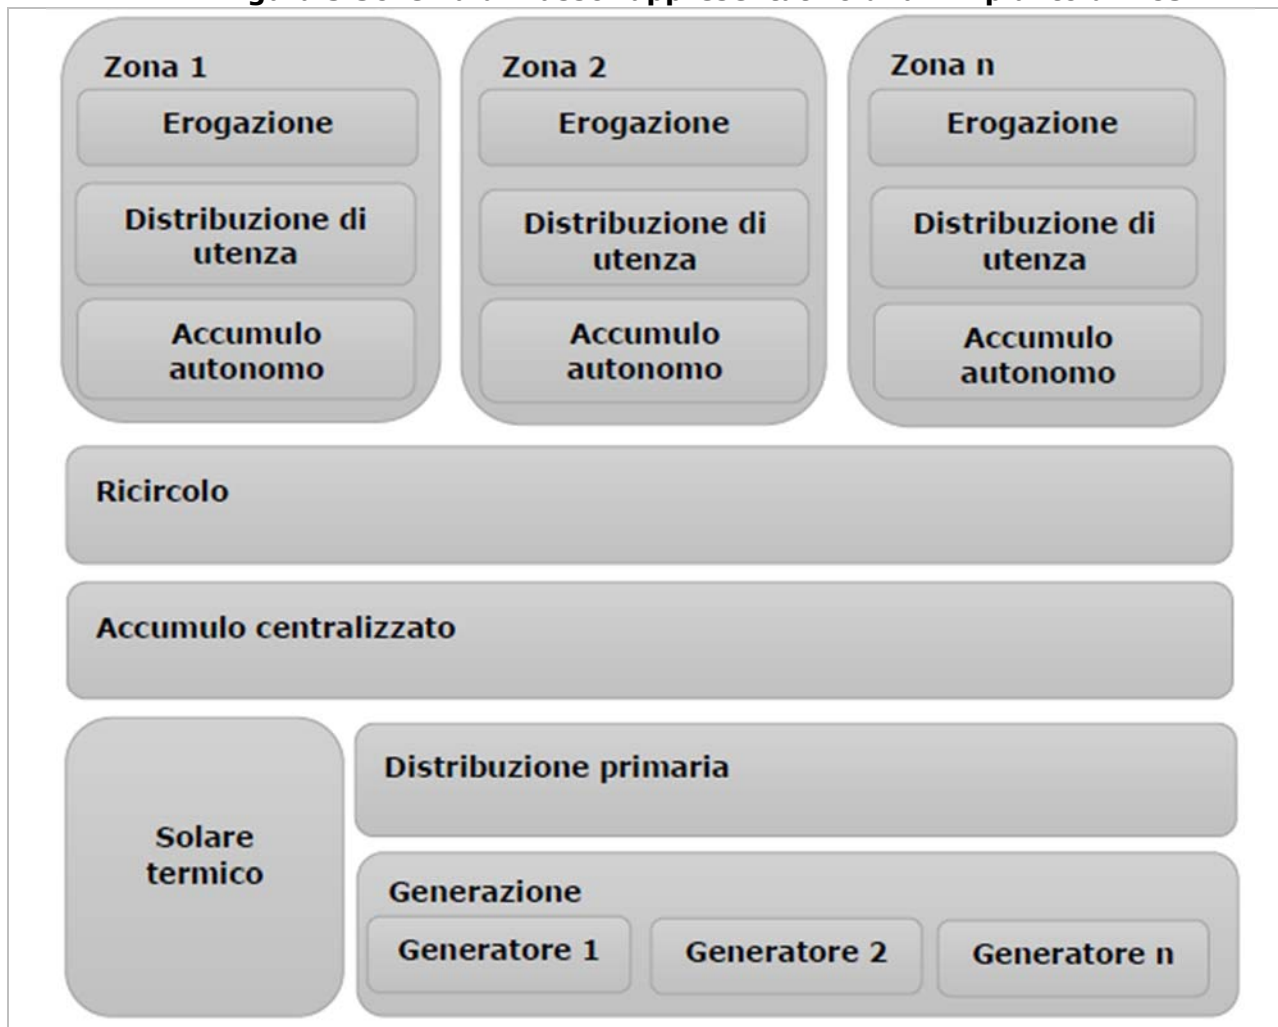 Zona 1
Erogazione
Distribuzione di
utenza
Accumulo
autonomo
Zona 2
Erogazione
Distribuzione di
utenza
Accumulo
autonomo
Zona n
Erogazione
Distribuzione di
utenza
Accumulo
autonomo
Ricircolo
Accumulo centralizzato
Solare
termico
Distribuzione primaria
Generazione
Generatore 1
Generatore 2
Generatore n